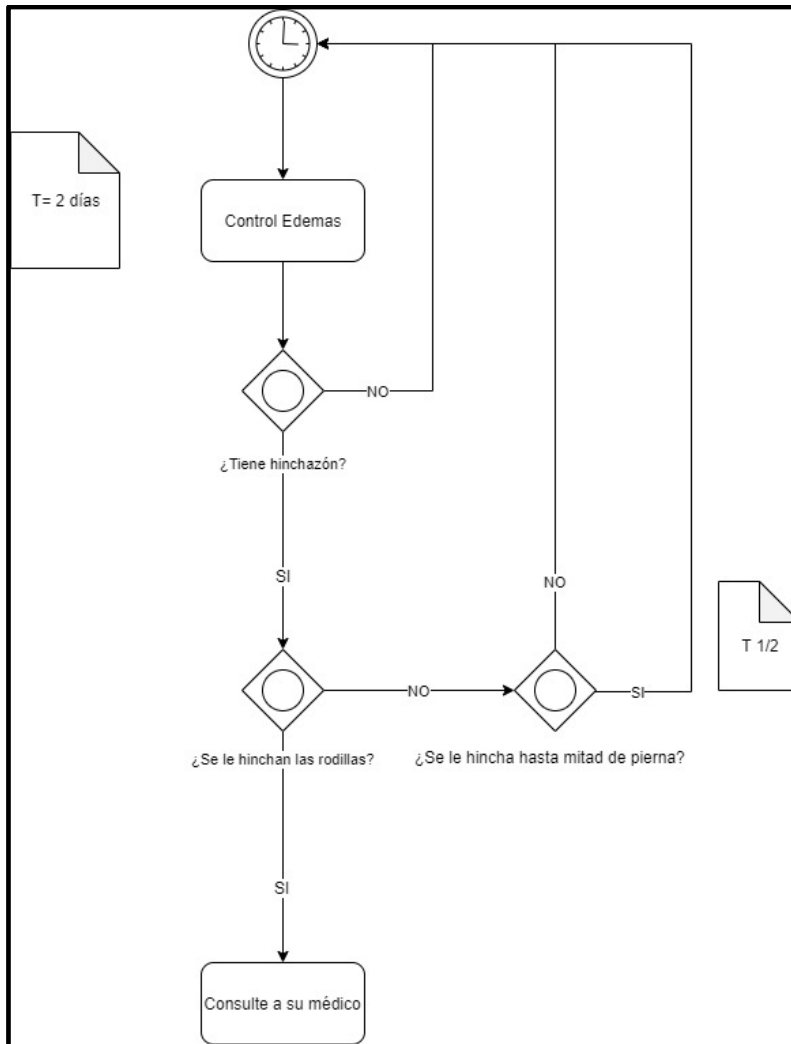 T= 2 días
Control Edemas
NO
¿Tiene hinchazón?
SI
NO
T 1/2
NO
SI
¿Se le hinchan las rodillas?
¿Se le hincha hasta mitad de pierna?
SI
Consulte a su médico